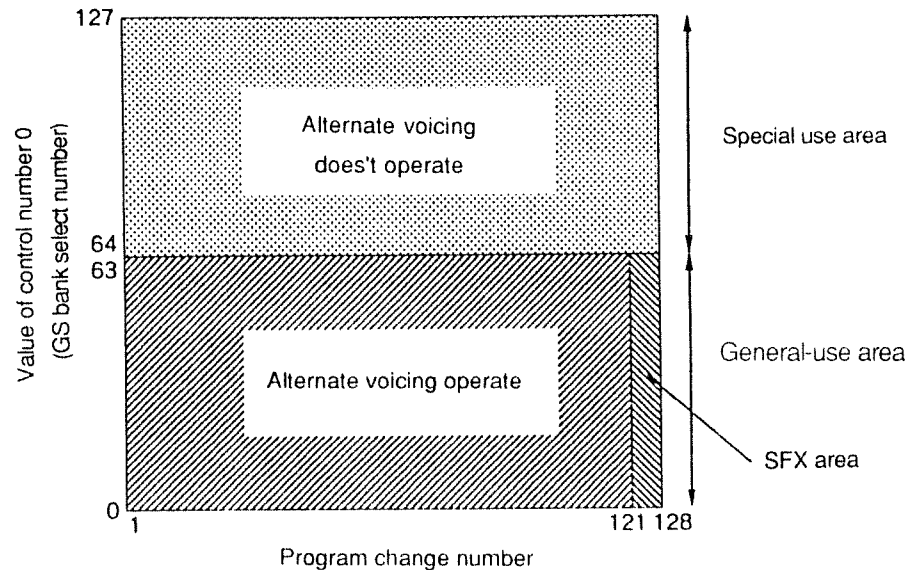 127
Alternate voicing
does't operate
Special use area
Value of control number 0
(GS bank select number)
64
63
Alternate voicing operate
General-use area
SFX area
0
1
121 128
Program change number